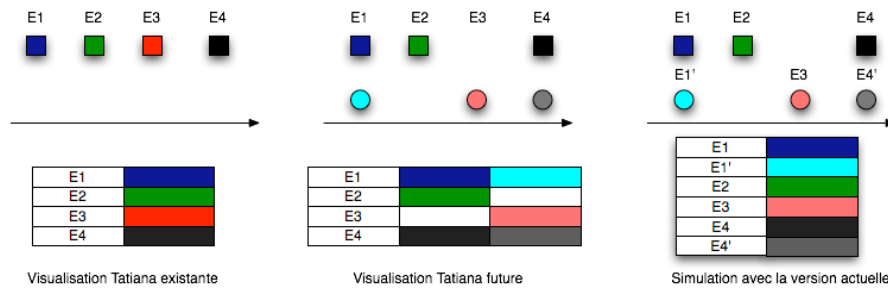 E1 E2 E3 E4
E1 E2 E3 E4
E1 E2 E4
E1' E3 E4'
E1
E2
E3
E4
E1
E2
E3
E4
E1
E1'
E2
E3
E4
E4'
Visualisation Tatiana existante
Visualisation Tatiana future
Simulation avec la version actuelle